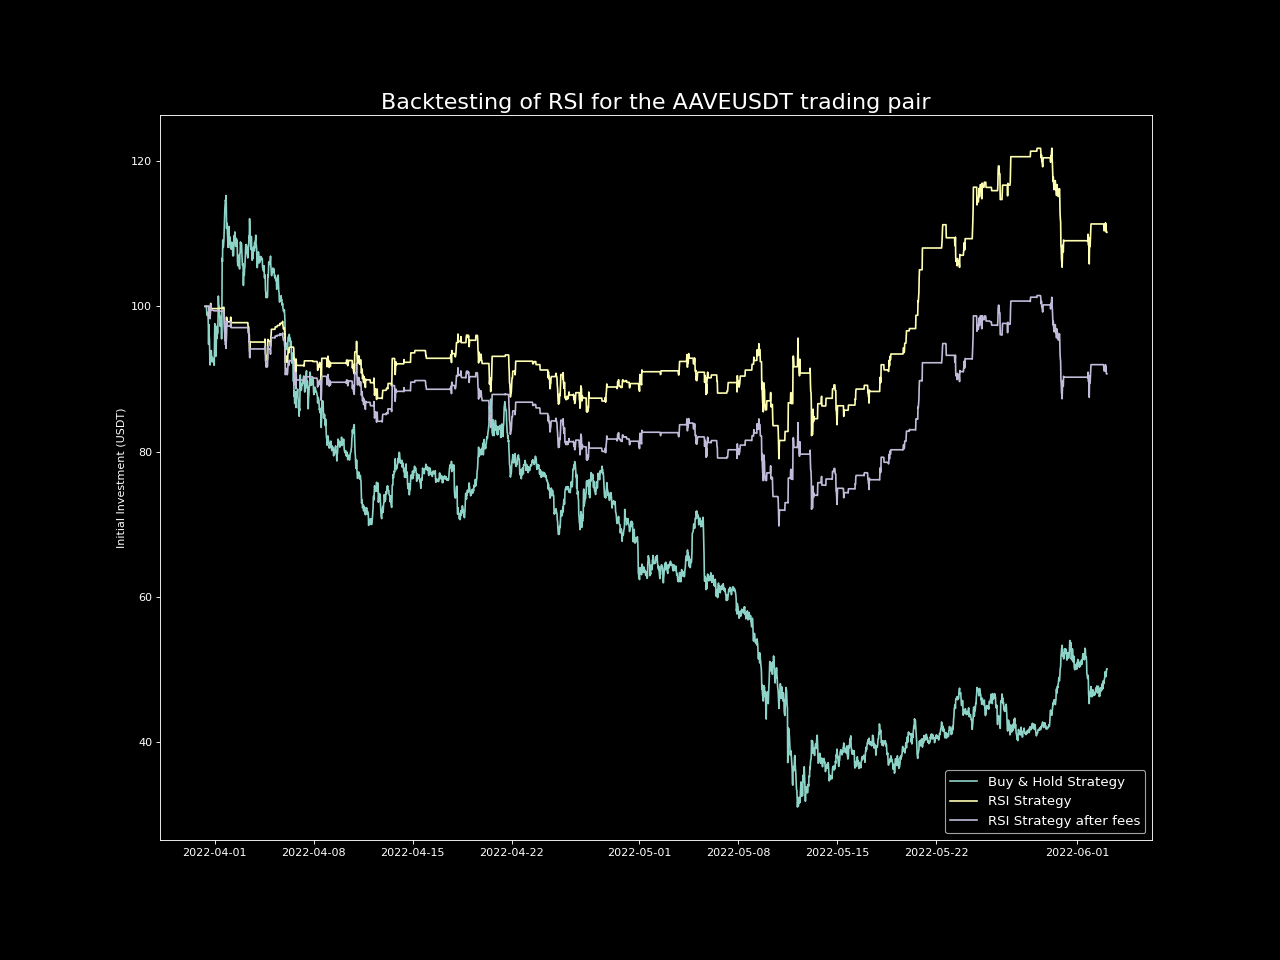 Backtesting of RSI for the AAVEUSDT trading pair
Initial Investment (USDT)
120
100
80
60
40
2022-04-01 2022-04-08 2022-04-15 2022-04-22 2022-05-01 2022-05-08 2022-05-15 2022-05-22 2022-06-01
Buy & Hold Strategy
RSI Strategy
RSI Strategy after fees